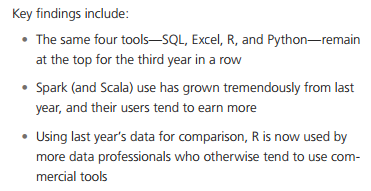 Key findings include:
• The same four tools—SQL, Excel, R, and Python—remain
at the top for the third year in a row
• Spark (and Scala) use has grown tremendously from last
year, and their users tend to earn more
• Using last year’s data for comparison, R is now used by
more data professionals who otherwise tend to use com-
mercial tools